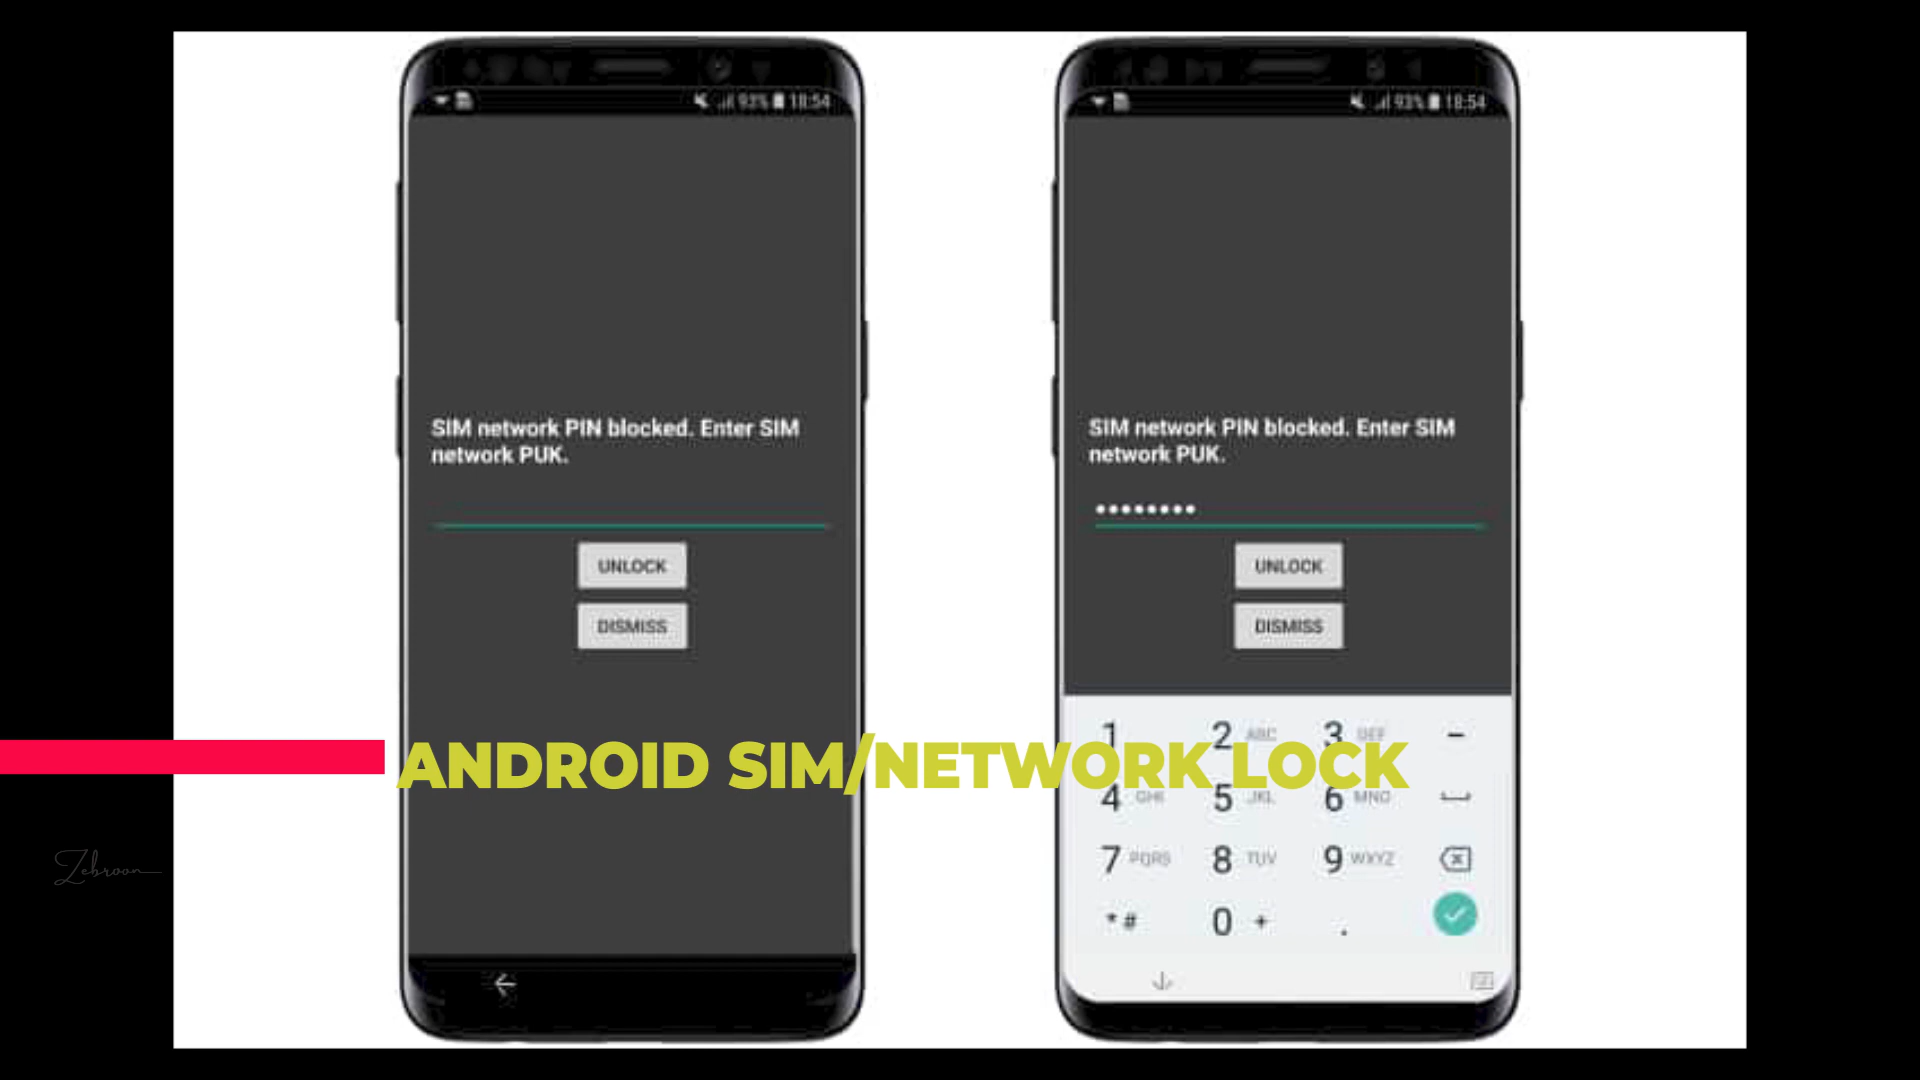 93% 18:54
SIM network PIN blocked. Enter SIM
network PUK.
UNLOCK
DISMISS
93% 18:54
SIM network PIN blocked. Enter SIM
network PUK.
••••••••
UNLOCK
DISMISS
1 2 ABC 3 DEF -
ANDROID SIM/NETWORK LOCK
4 GHI 5 JKL 6 MNO
7 PQRS 8 TUV 9 WXYZ
* # 0 + .
Zebroon